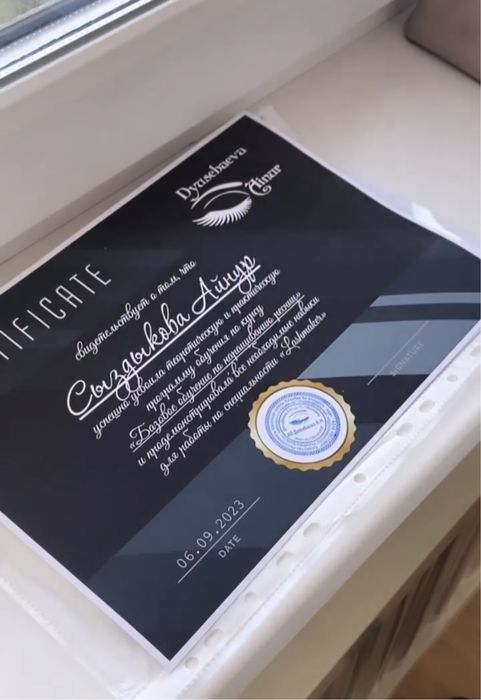 Dyusebaeva
Ainur
TIFICATE
свидетельствует о том, что
Сыздыкова Айнур
успешно усвоила теоретическую и практическую
программу обучения по курсу
«Базовое обучение по наращиванию ресниц»
и продемонстрировала все необходимые навыки
для работы по специальности «Lashmaker»
SIGNATURE
06.09.2023
DATE